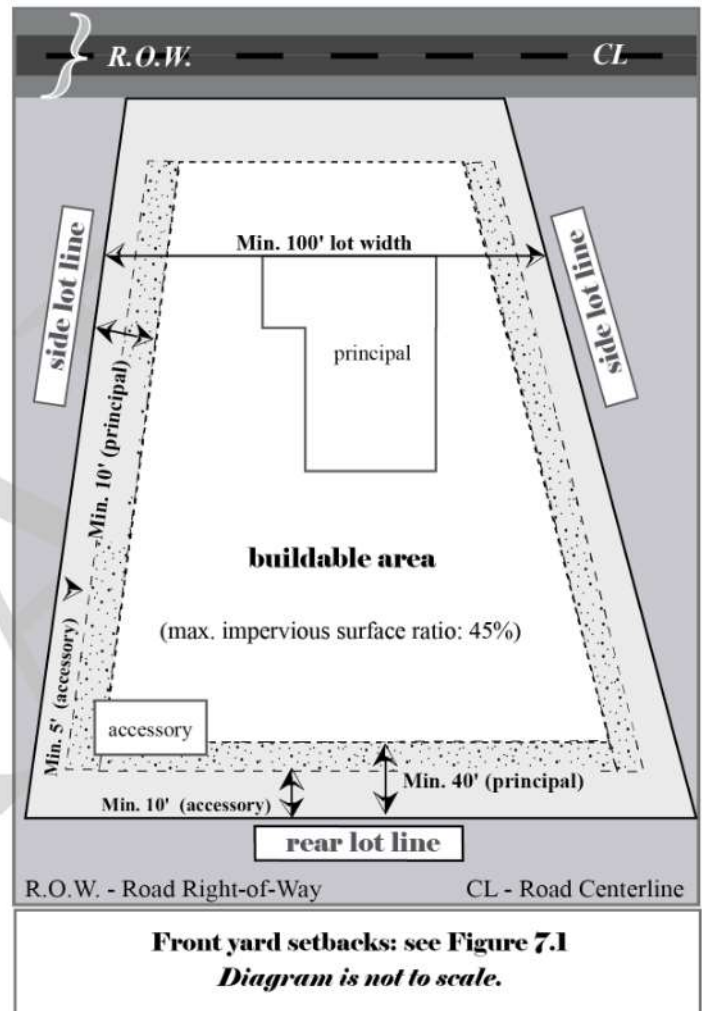 R.O.W.
CL
side lot line
Min. 100' lot width
side lot line
principal
Min. 10' (principal)
buildable area
(max. impervious surface ratio: 45%)
Min. 5' (accessory)
accessory
Min. 40' (principal)
Min. 10' (accessory)
rear lot line
R.O.W. - Road Right-of-Way
CL - Road Centerline
Front yard setbacks: see Figure 7.1
Diagram is not to scale.